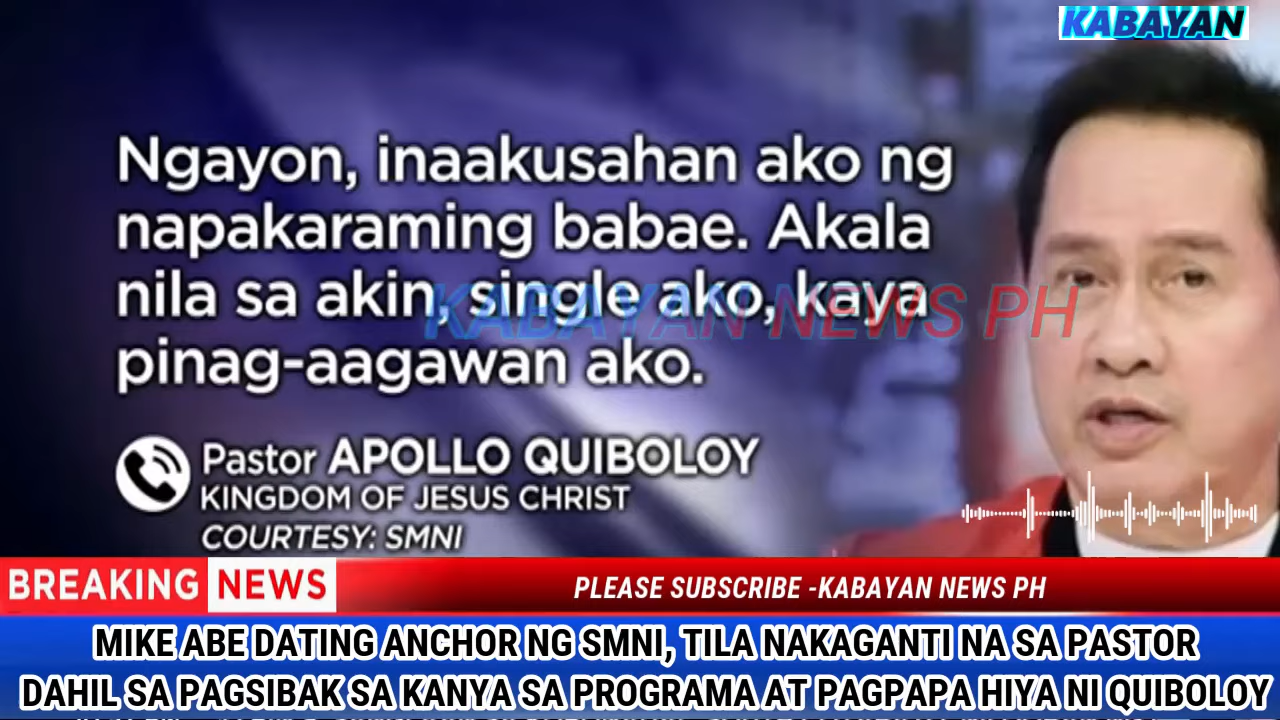 KABAYAN
Ngayon, inaakusahan ako ng
napakaraming babae. Akala
nila sa akin, single ako, kaya
pinag-aagawan ako.
KABAYAN NEWS PH
Pastor APOLLO QUIBOLOY
KINGDOM OF JESUS CHRIST
COURTESY: SMNI
BREAKING NEWS
PLEASE SUBSCRIBE -KABAYAN NEWS PH
MIKE ABE DATING ANCHOR NG SMNI, TILA NAKAGANTI NA SA PASTOR
DAHIL SA PAGSIBAK SA KANYA SA PROGRAMA AT PAGPAPA HIYA NI QUIBOLOY